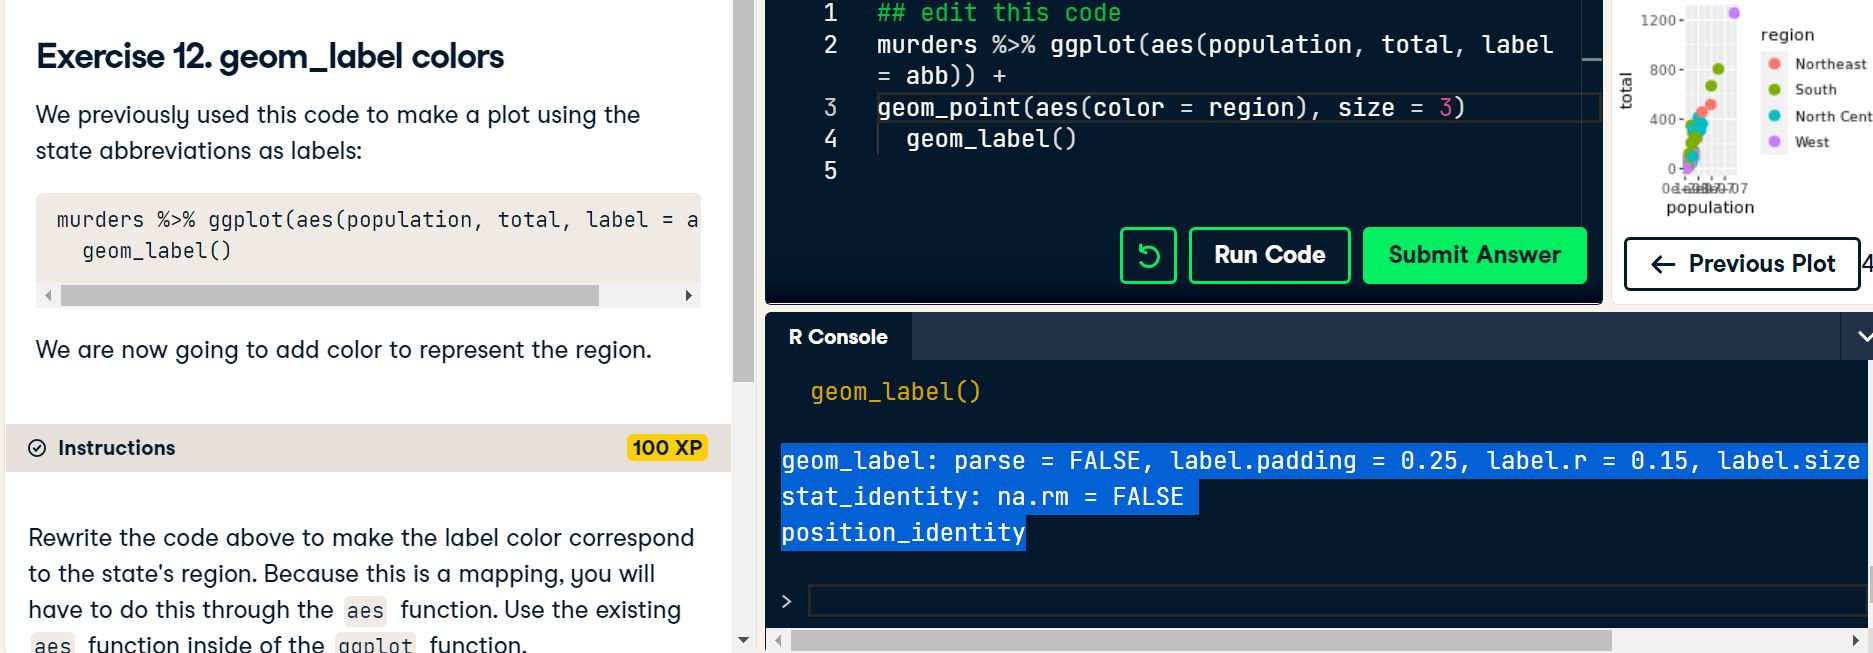 Exercise 12. geom_label colors
We previously used this code to make a plot using the
state abbreviations as labels:
murders %>% ggplot(aes(population, total, label = a
geom_label()
We are now going to add color to represent the region.
Instructions
100 XP
Rewrite the code above to make the label color correspond
to the state's region. Because this is a mapping, you will
have to do this through the aes function. Use the existing
aes function inside of the ggplot function.
1 ## edit this code
2 murders %>% ggplot(aes(population, total, label
= abb)) +
3 geom_point(aes(color = region), size = 3)
4 geom_label()
5
Run Code
Submit Answer
R Console
geom_label()
geom_label: parse = FALSE, label.padding = 0.25, label.r = 0.15, label.size
stat_identity: na.rm = FALSE
position_identity
>
1200
800
400
0
total
population
region
Northeast
South
North Cent
West
← Previous Plot
4